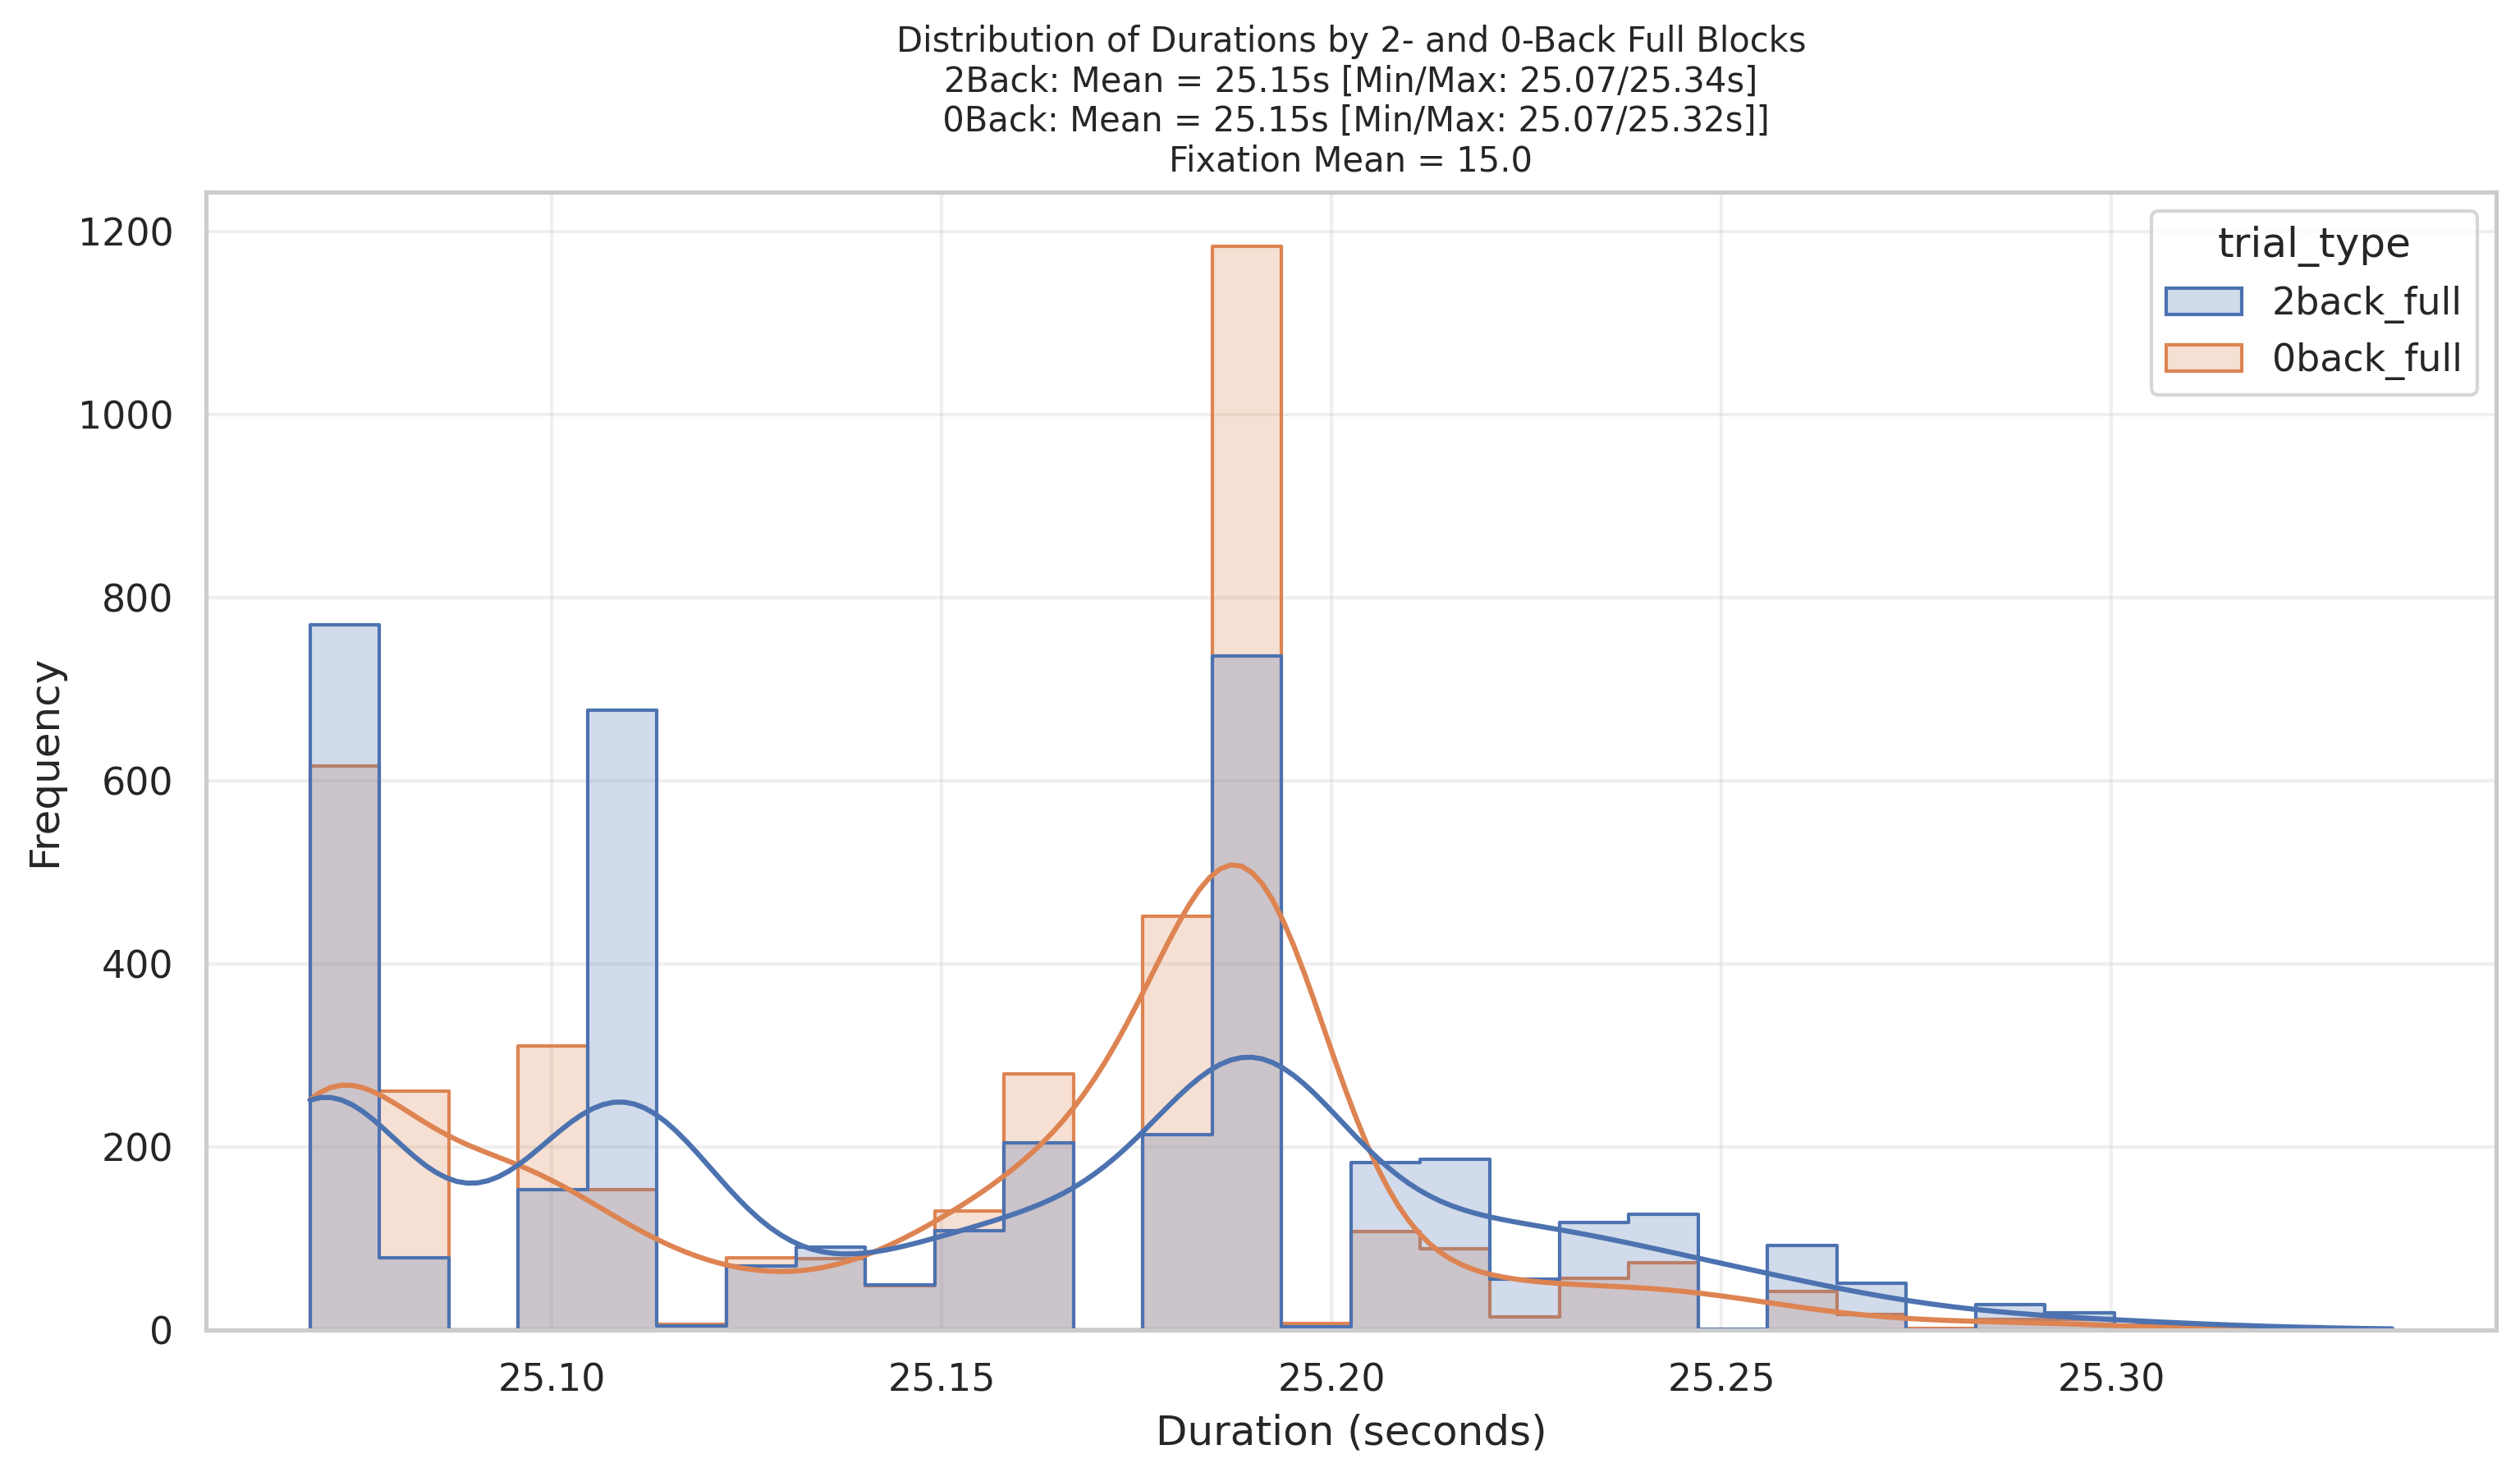 Distribution of Durations by 2- and 0-Back Full Blocks
2Back: Mean = 25.15s [Min/Max: 25.07/25.34s]
0Back: Mean = 25.15s [Min/Max: 25.07/25.32s]]
Fixation Mean = 15.0
trial_type
2back_full
0back_full
Frequency
1200
1000
800
600
400
200
0
25.10 25.15 25.20 25.25 25.30
Duration (seconds)